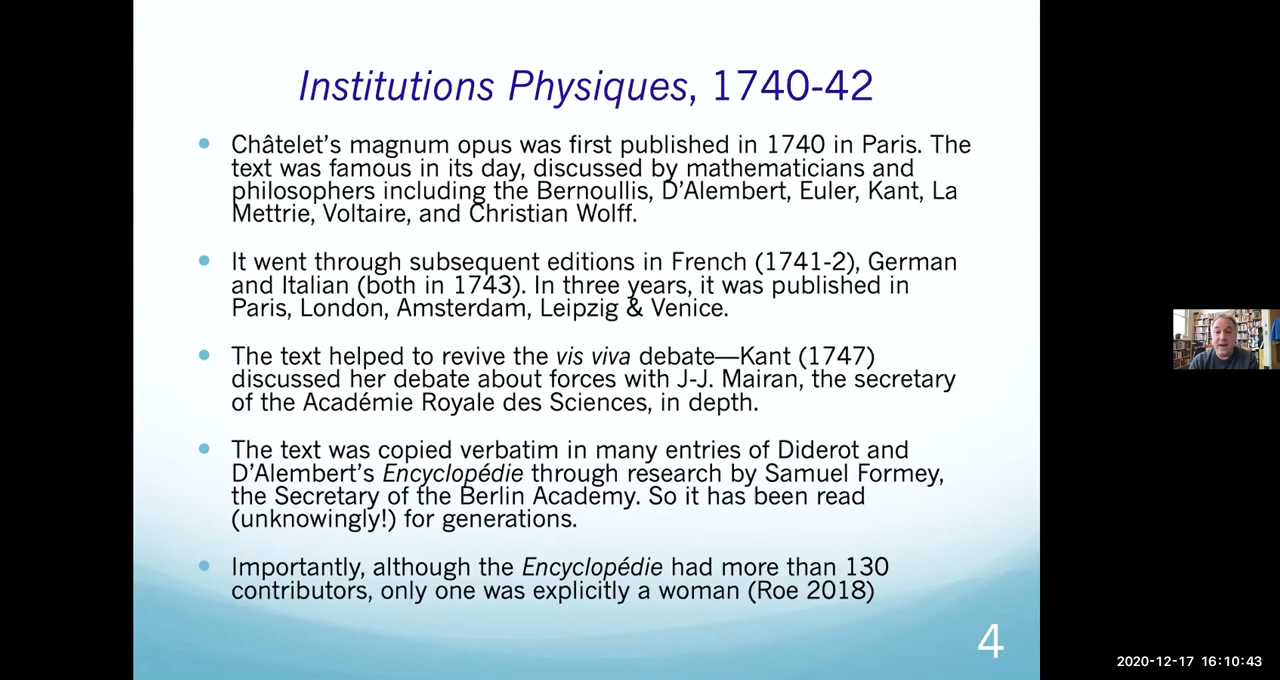 Institutions Physiques, 1740-42
• Châtelet's magnum opus was first published in 1740 in Paris. The
text was famous in its day, discussed by mathematicians and
philosophers including the Bernoullis, D'Alembert, Euler, Kant, La
Mettrie, Voltaire, and Christian Wolff.
• It went through subsequent editions in French (1741-2), German
and Italian (both in 1743). In three years, it was published in
Paris, London, Amsterdam, Leipzig & Venice.
• The text helped to revive the vis viva debate—Kant (1747)
discussed her debate about forces with J-J. Mairan, the secretary
of the Académie Royale des Sciences, in depth.
• The text was copied verbatim in many entries of Diderot and
D'Alembert's Encyclopédie through research by Samuel Formey,
the Secretary of the Berlin Academy. So it has been read
(unknowingly!) for generations.
• Importantly, although the Encyclopédie had more than 130
contributors, only one was explicitly a woman (Roe 2018)
4
2020-12-17 16:10:43